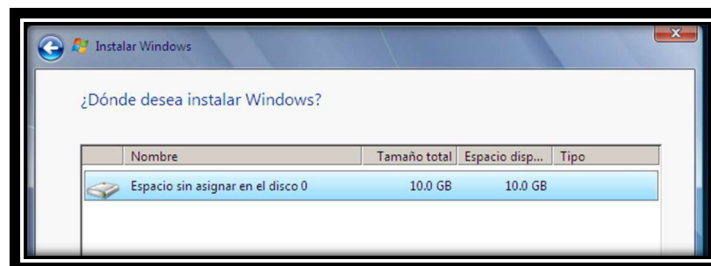 Instalar Windows
¿Dónde desea instalar Windows?
Nombre Tamaño total Espacio disp... Tipo
Espacio sin asignar en el disco 0 10.0 GB 10.0 GB